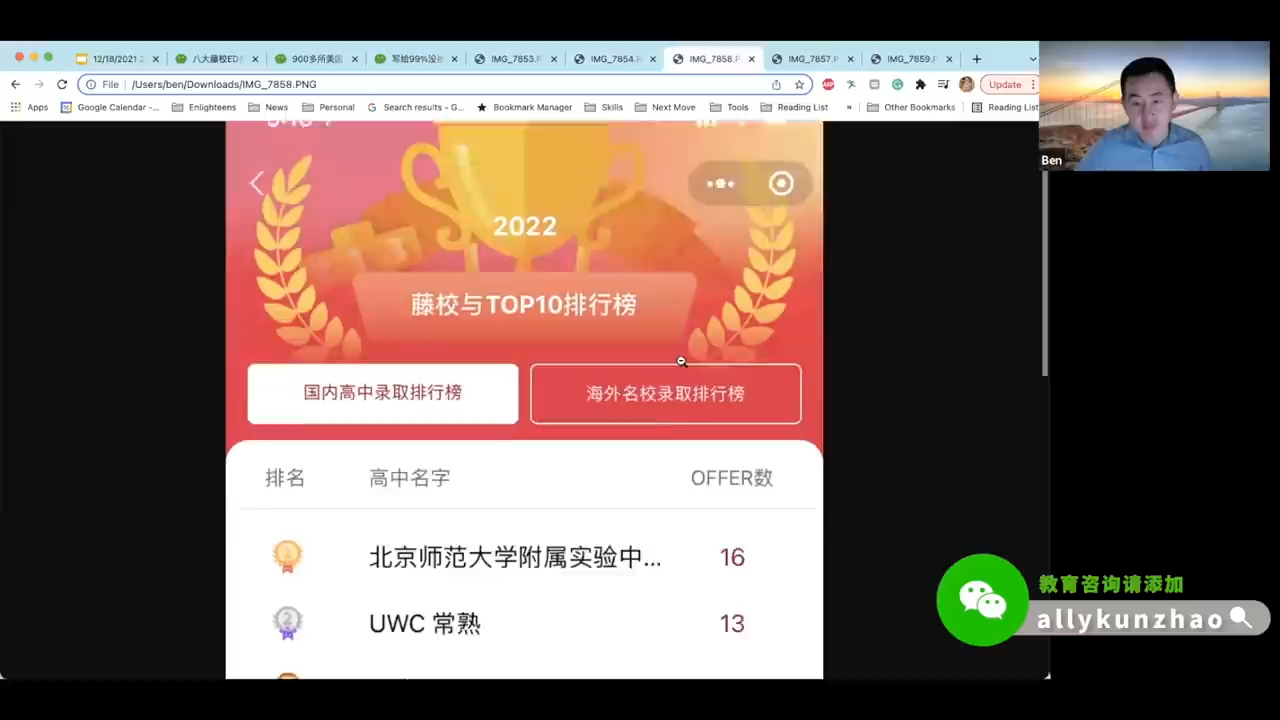 12/18/2021 2
八大藤校ED
900多所美国
写给99%没
IMG_7853.P
IMG_7854.
IMG_7858.P
IMG_7857.P
IMG_7859.P
File
/Users/ben/Downloads/IMG_7858.PNG
Update
Apps
Google Calendar -...
Enlighteens
News
Personal
Search results - G...
Bookmark Manager
Skills
Next Move
Tools
Reading List
»
Other Bookmarks
Reading List
Ben
2022
藤校与TOP10排行榜
国内高中录取排行榜
海外名校录取排行榜
排名
高中名字
OFFER数
北京师范大学附属实验中...
16
2
UWC 常熟
13
教育咨询请添加
allykunzhao